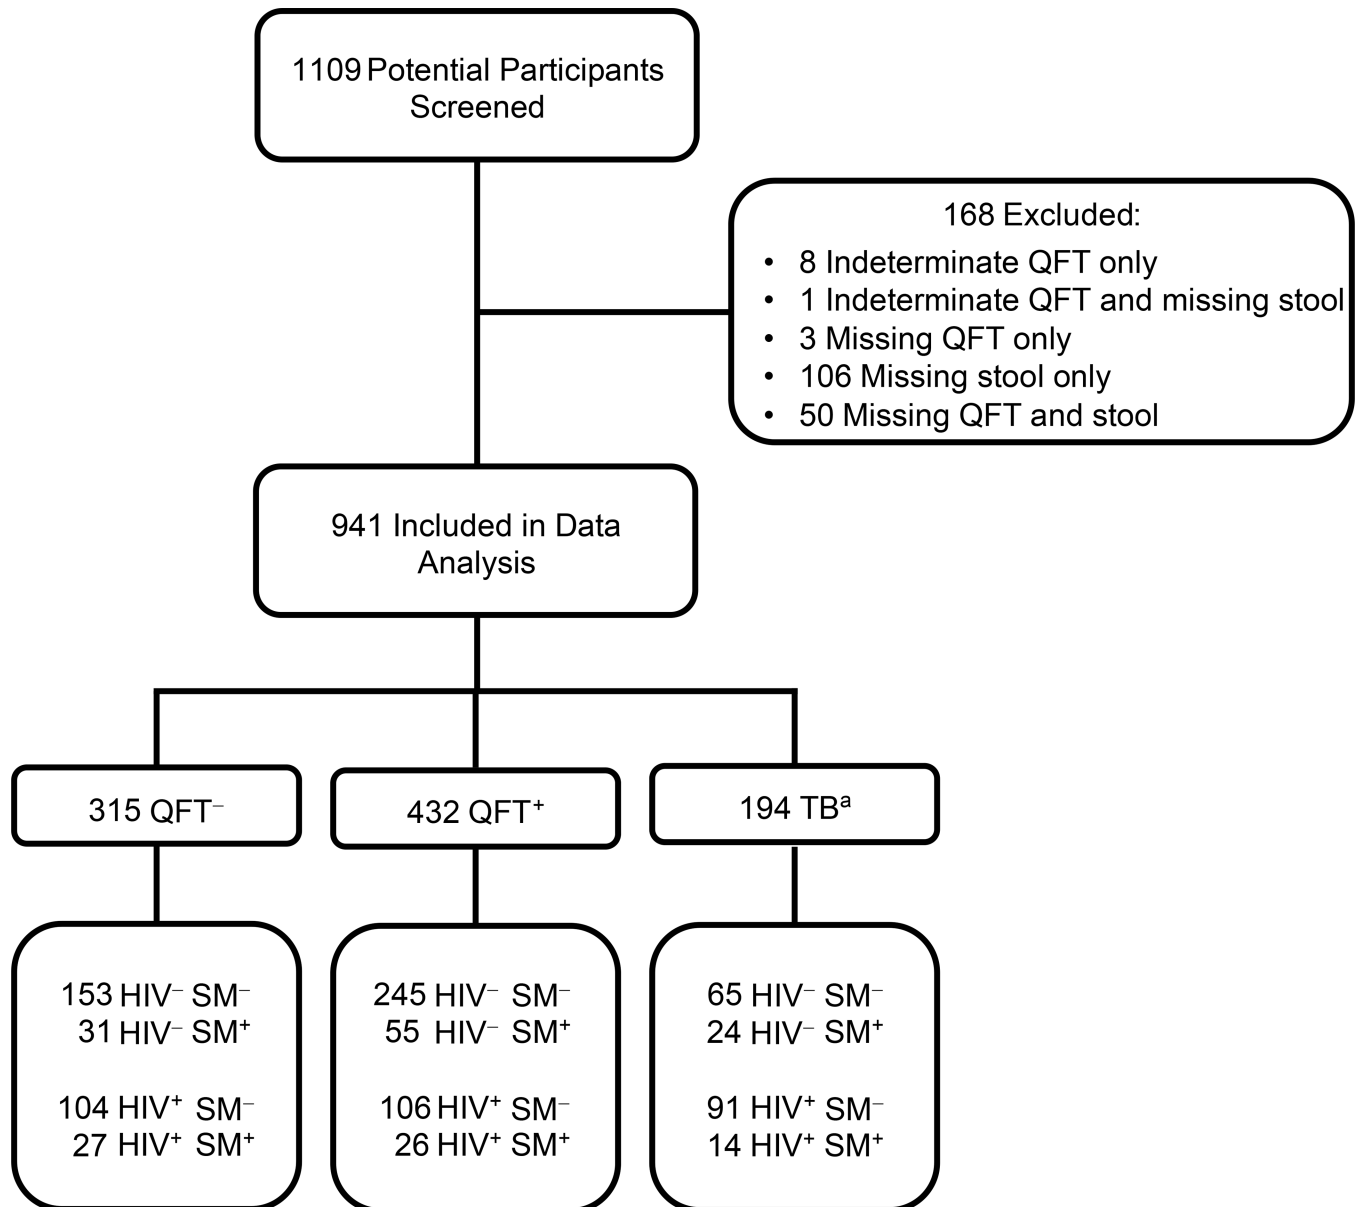 1109 Potential Participants
Screened
168 Excluded:
• 8 Indeterminate QFT only
• 1 Indeterminate QFT and missing stool
• 3 Missing QFT only
• 106 Missing stool only
• 50 Missing QFT and stool
941 Included in Data
Analysis
315 QFT⁻
432 QFT⁺
194 TBᵃ
153 HIV⁻ SM⁻
31 HIV⁻ SM⁺
104 HIV⁺ SM⁻
27 HIV⁺ SM⁺
245 HIV⁻ SM⁻
55 HIV⁻ SM⁺
106 HIV⁺ SM⁻
26 HIV⁺ SM⁺
65 HIV⁻ SM⁻
24 HIV⁻ SM⁺
91 HIV⁺ SM⁻
14 HIV⁺ SM⁺